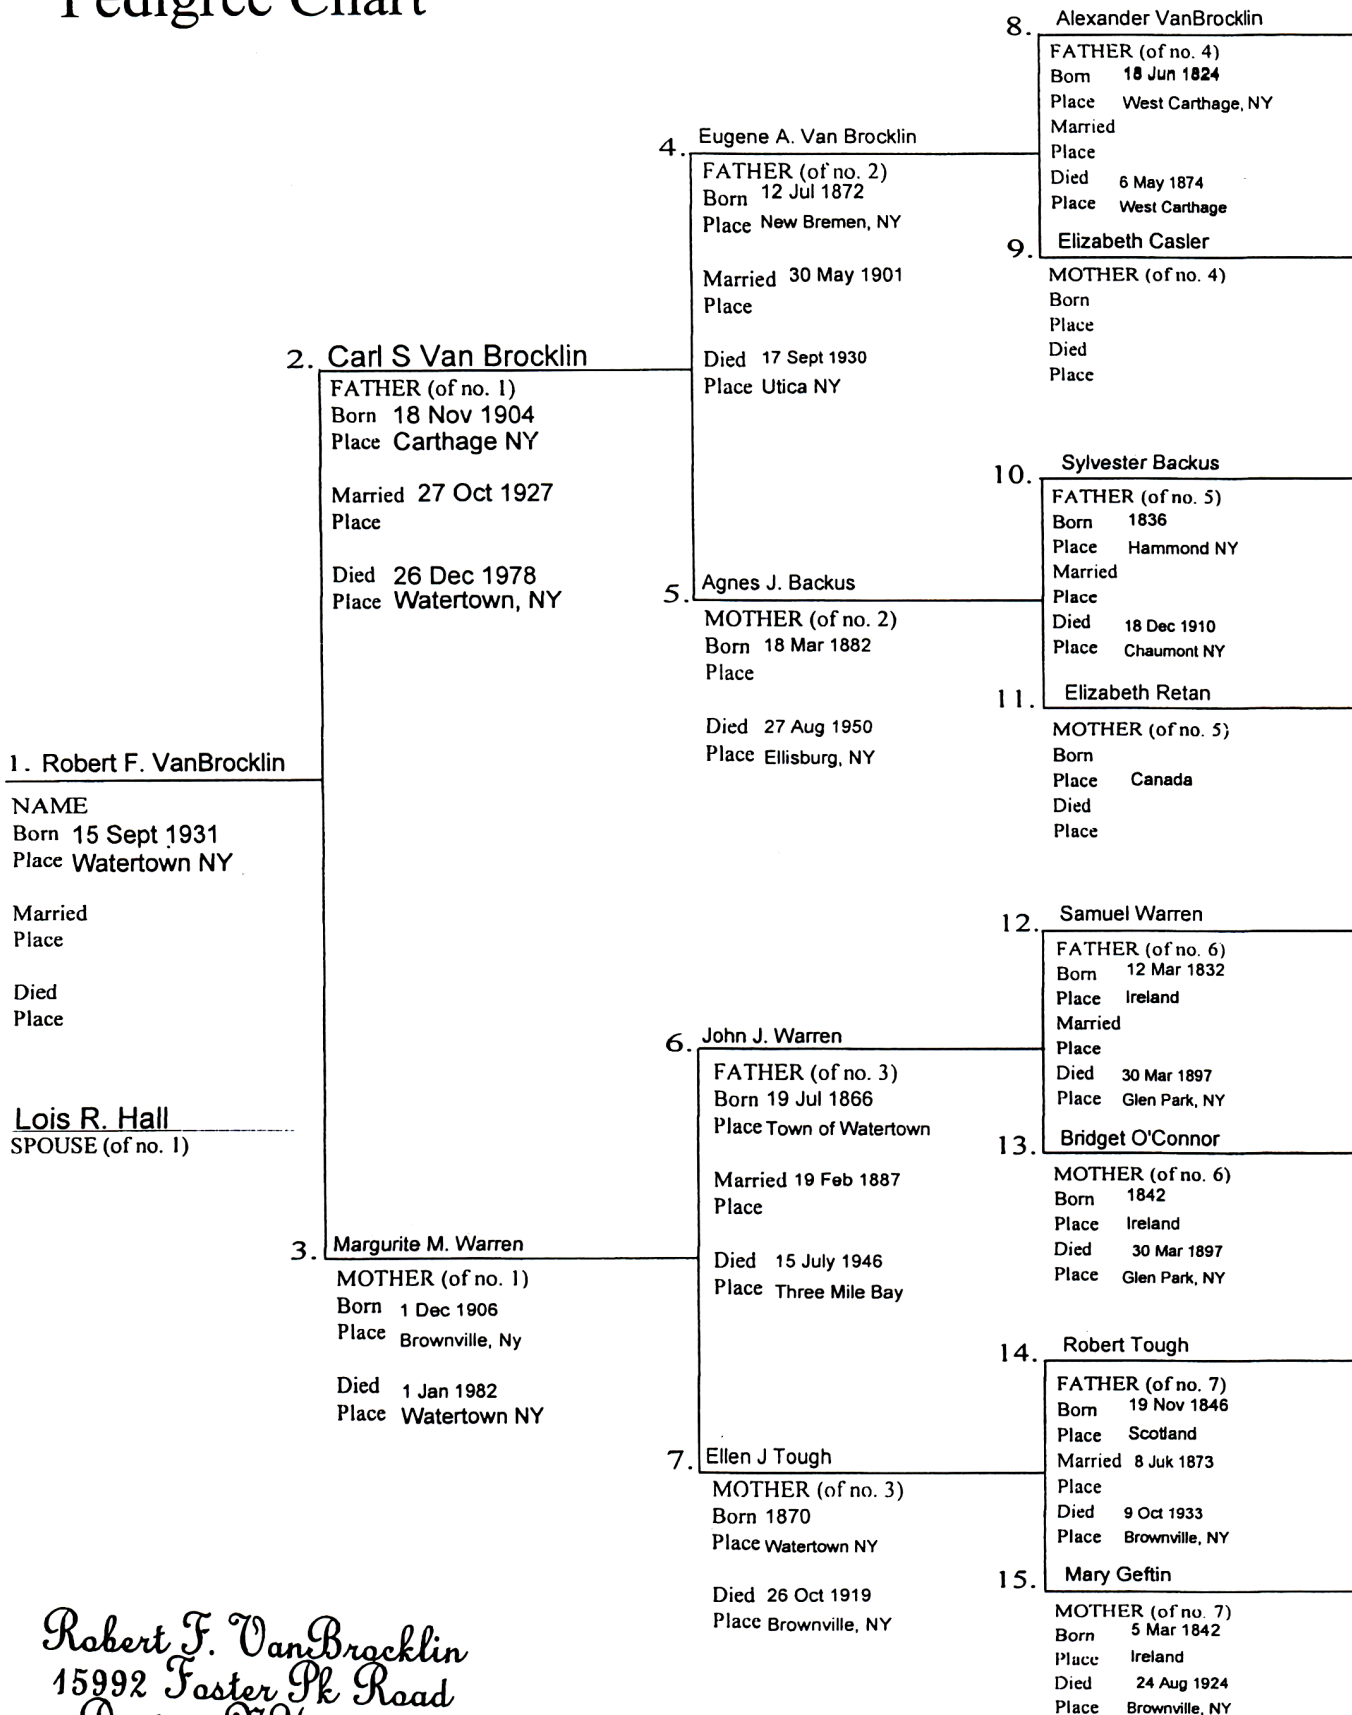 Pedigree Chart
1. Robert F. VanBrocklin
NAME
Born 15 Sept 1931
Place Watertown NY
Married
Place
Died
Place
Lois R. Hall
SPOUSE (of no. 1)
2. Carl S Van Brocklin
FATHER (of no. 1)
Born 18 Nov 1904
Place Carthage NY
Married 27 Oct 1927
Place
Died 26 Dec 1978
Place Watertown, NY
3. Margurite M. Warren
MOTHER (of no. 1)
Born 1 Dec 1906
Place Brownville, Ny
Died 1 Jan 1982
Place Watertown NY
4. Eugene A. Van Brocklin
FATHER (of no. 2)
Born 12 Jul 1872
Place New Bremen, NY
Married 30 May 1901
Place
Died 17 Sept 1930
Place Utica NY
5. Agnes J. Backus
MOTHER (of no. 2)
Born 18 Mar 1882
Place
Died 27 Aug 1950
Place Ellisburg, NY
6. John J. Warren
FATHER (of no. 3)
Born 19 Jul 1866
Place Town of Watertown
Married 19 Feb 1887
Place
Died 15 July 1946
Place Three Mile Bay
7. Ellen J Tough
MOTHER (of no. 3)
Born 1870
Place Watertown NY
Died 26 Oct 1919
Place Brownville, NY
8. Alexander VanBrocklin
FATHER (of no. 4)
Born 18 Jun 1824
Place West Carthage, NY
Married
Place
Died 6 May 1874
Place West Carthage
9. Elizabeth Casler
MOTHER (of no. 4)
Born
Place
Died
Place
10. Sylvester Backus
FATHER (of no. 5)
Born 1836
Place Hammond NY
Married
Place
Died 18 Dec 1910
Place Chaumont NY
11. Elizabeth Retan
MOTHER (of no. 5)
Born
Place Canada
Died
Place
12. Samuel Warren
FATHER (of no. 6)
Born 12 Mar 1832
Place Ireland
Married
Place
Died 30 Mar 1897
Place Glen Park, NY
13. Bridget O'Connor
MOTHER (of no. 6)
Born 1842
Place Ireland
Died 30 Mar 1897
Place Glen Park, NY
14. Robert Tough
FATHER (of no. 7)
Born 19 Nov 1846
Place Scotland
Married 8 Juk 1873
Place
Died 9 Oct 1933
Place Brownville, NY
15. Mary Geftin
MOTHER (of no. 7)
Born 5 Mar 1842
Place Ireland
Died 24 Aug 1924
Place Brownville, NY
Robert F. VanBrocklin
15992 Foster Pk Road